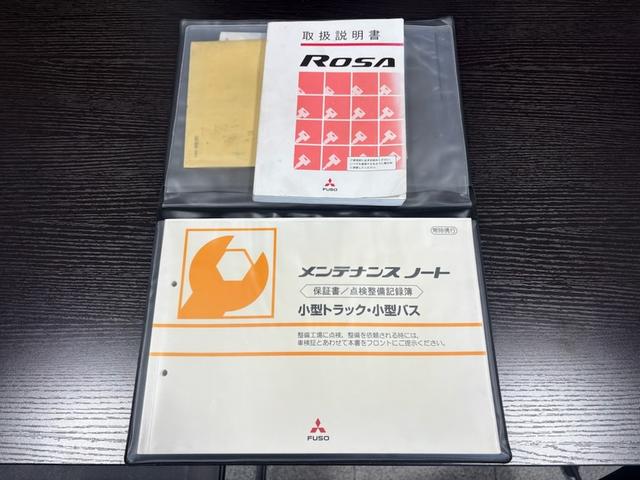 取扱説明書
ROSA
FUSO
常時携行
メンテナンス ノート
保証書／点検整備記録簿
小型トラック・小型バス
整備工場に点検、整備を依頼される時には、
車検証とあわせて本書をフロントにご提示ください。
FUSO